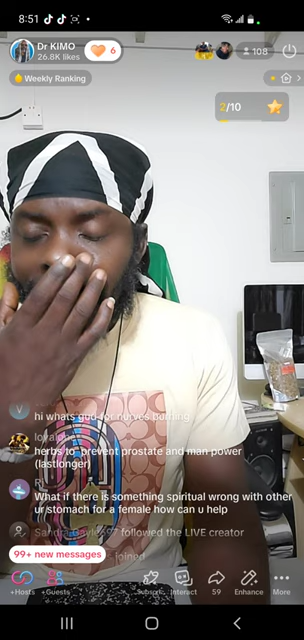 8:51
Dr KIMO
26.8K likes
6
108
Weekly Ranking
2/10
hi whats god for nurves burning
herbs to prevent prostate and man power
(lastlonger)
What if there is something spiritual wrong with other
ur stomach for a female how can u help
followed the LIVE creator
99+ new messages
joined
+Hosts
+Guests
Interact
59
Enhance
More